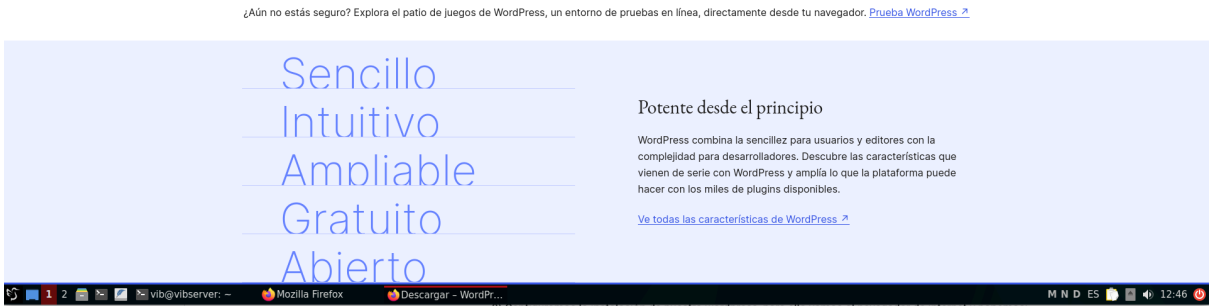 ¿Aún no estás seguro? Explora el patio de juegos de WordPress, un entorno de pruebas en línea, directamente desde tu navegador. Prueba WordPress ↗
Sencillo
Intuitivo
Ampliable
Gratuito
Abierto
Potente desde el principio
WordPress combina la sencillez para usuarios y editores con la
complejidad para desarrolladores. Descubre las características que
vienen de serie con WordPress y amplía lo que la plataforma puede
hacer con los miles de plugins disponibles.
Ve todas las características de WordPress ↗
1 2 vib@vibserver: ~ Mozilla Firefox Descargar – WordPr... M N D ES 12:46